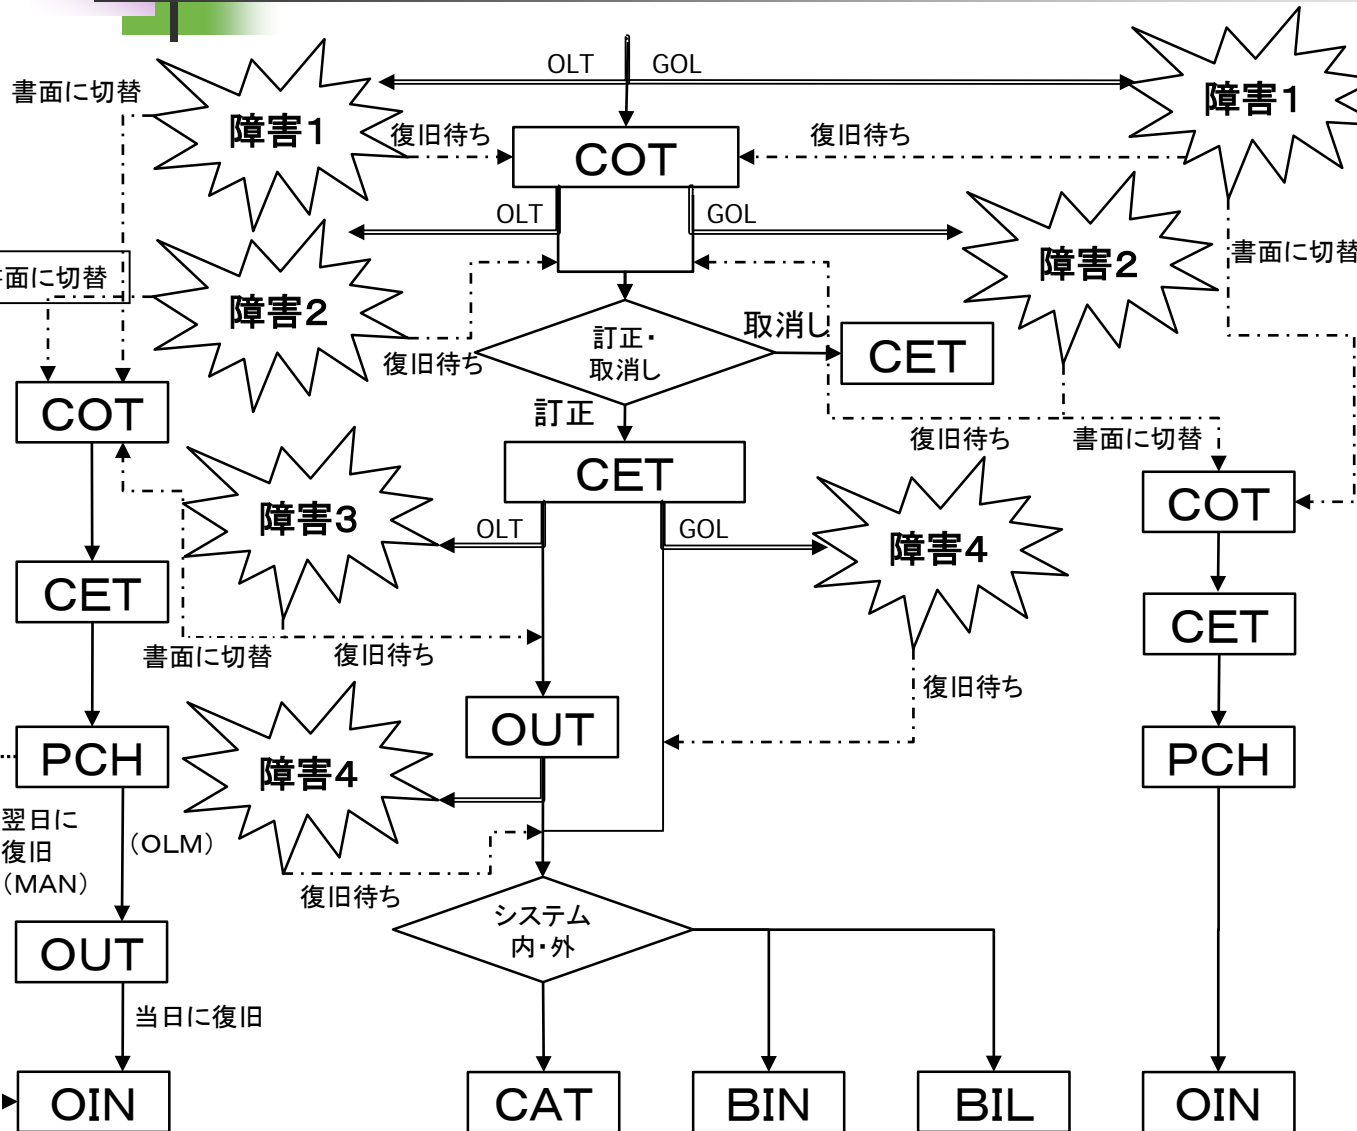 OLT
GOL
書面に切替
障害1
障害1
復旧待ち
復旧待ち
COT
OLT
GOL
障害2
書面に切替
書面に切替
障害2
復旧待ち
訂正・
取消し
取消し
CET
COT
訂正
復旧待ち
書面に切替
CET
障害3
OLT
GOL
障害4
COT
CET
CET
書面に切替
復旧待ち
復旧待ち
OUT
PCH
障害4
PCH
翌日に
復旧
(MAN)
(OLM)
復旧待ち
システム
内・外
OUT
当日に復旧
OIN
CAT
BIN
BIL
OIN